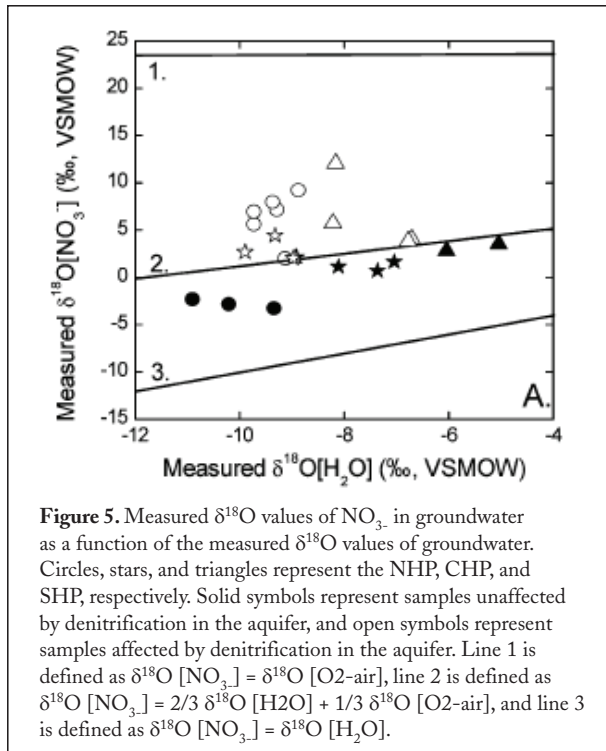 25
20
15
10
5
0
-5
-10
-15
Measured δ¹⁸O[NO₃⁻] (‰, VSMOW)
1.
2.
3.
A.
-12 -10 -8 -6 -4
Measured δ¹⁸O[H₂O] (‰, VSMOW)
Figure 5. Measured δ¹⁸O values of NO₃₋ in groundwater
as a function of the measured δ¹⁸O values of groundwater.
Circles, stars, and triangles represent the NHP, CHP, and
SHP, respectively. Solid symbols represent samples unaffected
by denitrification in the aquifer, and open symbols represent
samples affected by denitrification in the aquifer. Line 1 is
defined as δ¹⁸O [NO₃₋] = δ¹⁸O [O2-air], line 2 is defined as
δ¹⁸O [NO₃₋] = 2/3 δ¹⁸O [H2O] + 1/3 δ¹⁸O [O2-air], and line 3
is defined as δ¹⁸O [NO₃₋] = δ¹⁸O [H₂O].